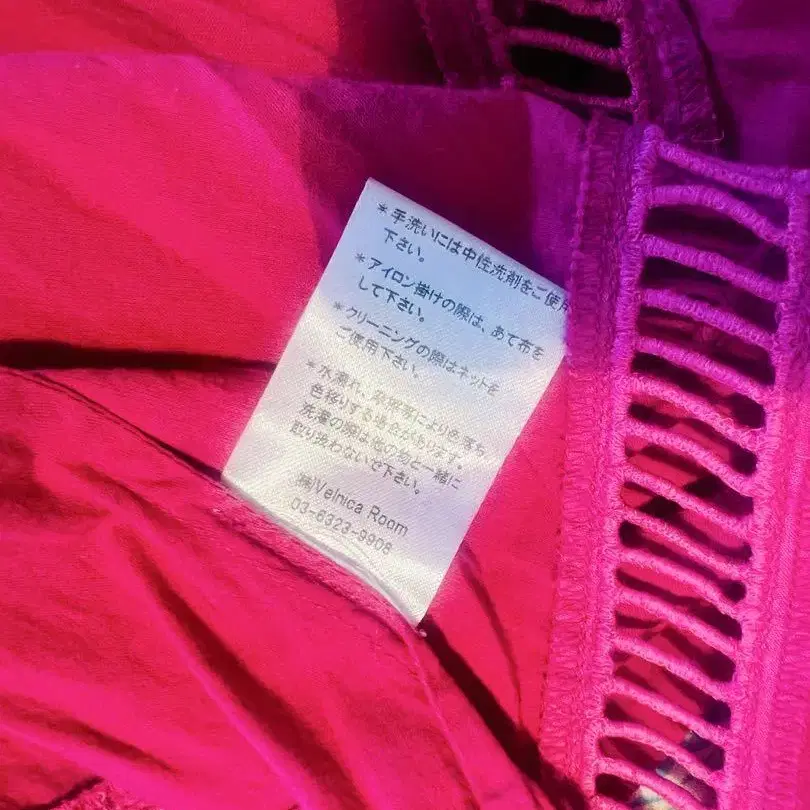 ＊手洗いには中性洗剤をご使用
下さい。
＊アイロン掛けの際は、あて布を
して下さい。
＊クリーニングの際はネットを
ご使用下さい。
＊水濡れ、摩擦等により色落ち
色移りする場合があります。
洗濯の際は他の物と一緒に
取り洗わないで下さい。
㈱Velnica Room
03-6323-9908